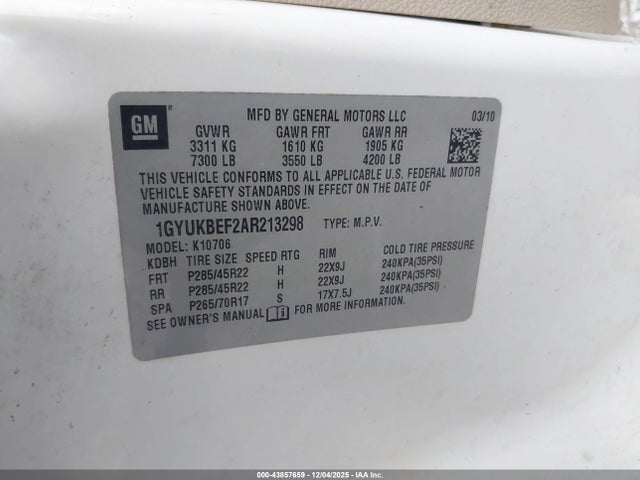 GM
MFD BY GENERAL MOTORS LLC 03/10
GVWR GAWR FRT GAWR RR
3311 KG 1610 KG 1905 KG
7300 LB 3550 LB 4200 LB
THIS VEHICLE CONFORMS TO ALL APPLICABLE U.S. FEDERAL MOTOR
VEHICLE SAFETY STANDARDS IN EFFECT ON THE DATE OF
MANUFACTURE SHOWN ABOVE.
1GYUKBEF2AR213298 TYPE: M.P.V.
MODEL: K10706
KDBH TIRE SIZE SPEED RTG RIM COLD TIRE PRESSURE
FRT P285/45R22 H 22X9J 240KPA(35PSI)
RR P285/45R22 H 22X9J 240KPA(35PSI)
SPA P265/70R17 S 17X7.5J 240KPA(35PSI)
SEE OWNER'S MANUAL FOR MORE INFORMATION.
000-43857659 - 12/04/2025 - IAAI, Inc.